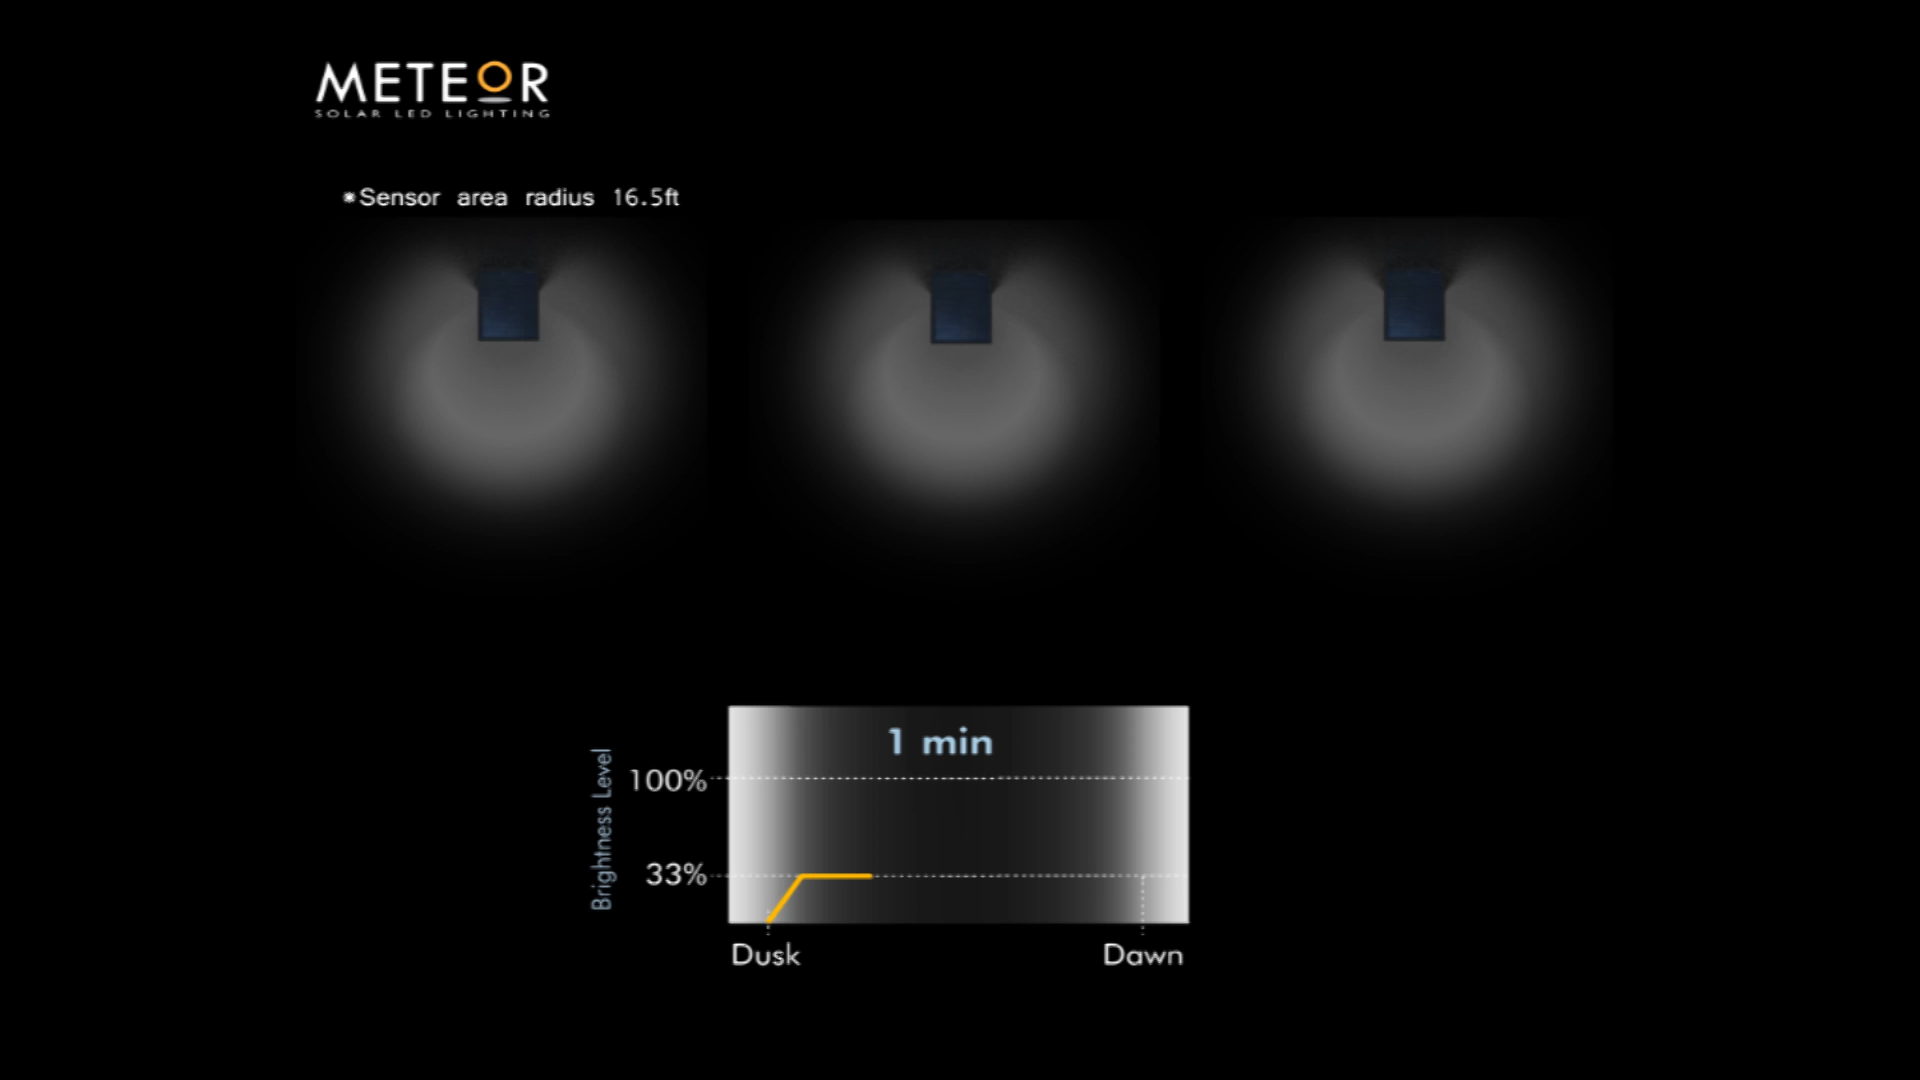 METEOR
SOLAR LED LIGHTING
*Sensor area radius 16.5ft
1 min
Brightness Level
100%
33%
Dusk
Dawn